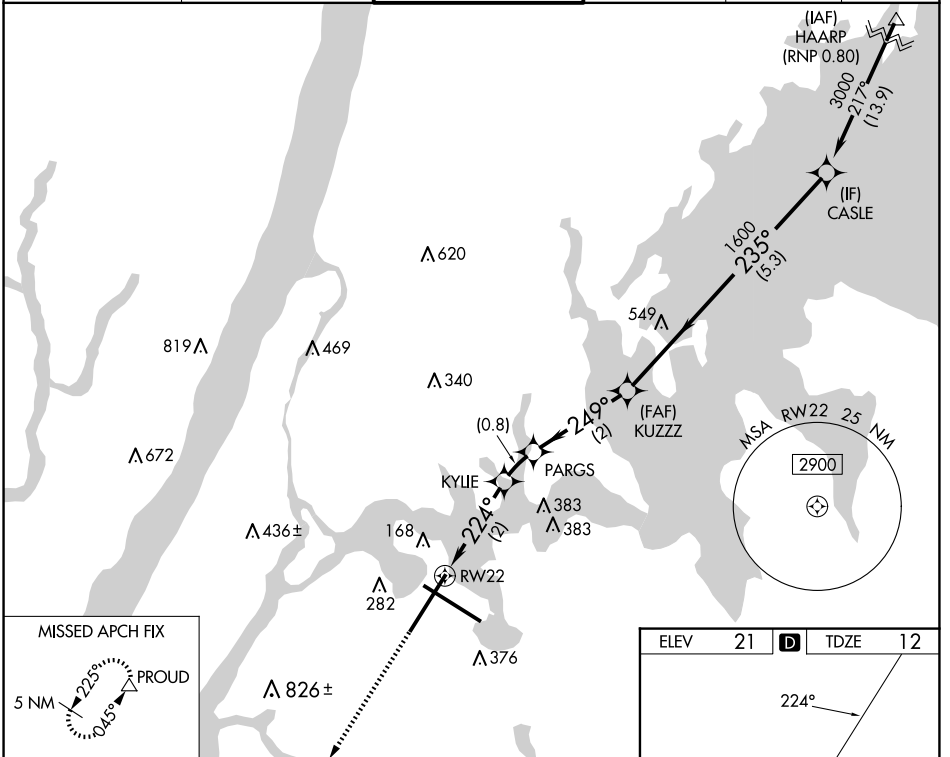 (IAF)
HAARP
(RNP 0.80)
3000
217°
(13.9)
(IF)
CASLE
1600
235°
(5.3)
620
549
819
469
340
(FAF)
KUZZZ
249°
(2)
(0.8)
PARGS
KYLIE
MSA RW22 25 NM
2900
672
383
383
436±
168
224°
(2)
RW22
282
376
826±
MISSED APCH FIX
PROUD
225°
5 NM
045°
ELEV 21 D TDZE 12
224°